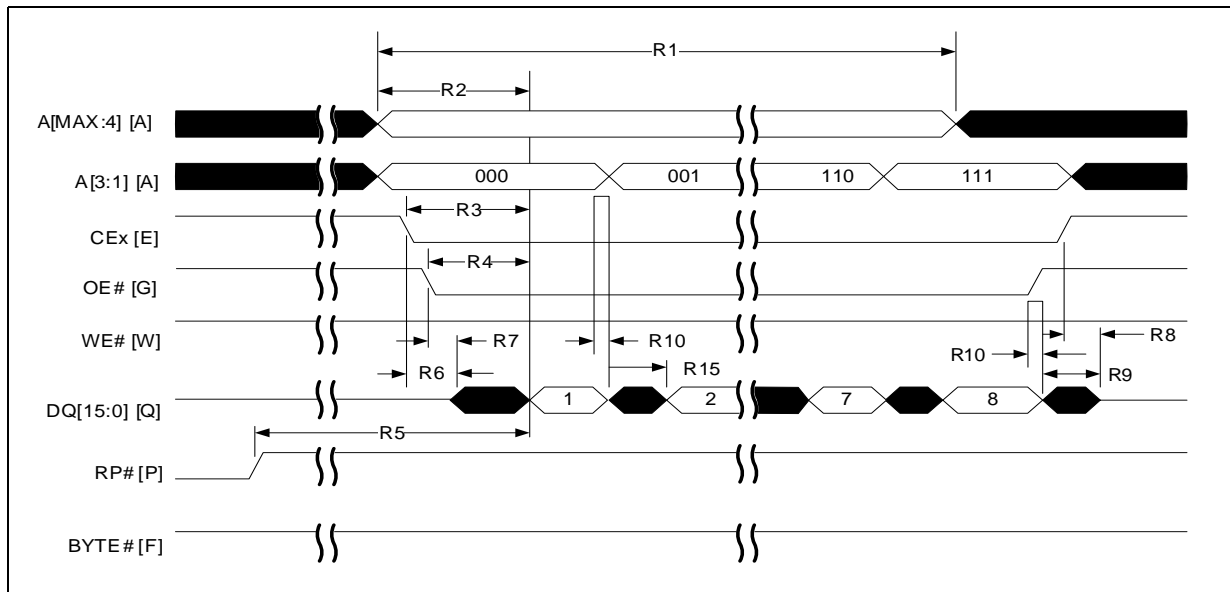 R1
R2
A[MAX:4] [A]
A[3:1] [A]
000
001
110
111
R3
CEx [E]
R4
OE# [G]
WE# [W]
R7
R10
R8
R10
R6
R15
R9
DQ[15:0] [Q]
1
2
7
8
R5
RP# [P]
BYTE# [F]